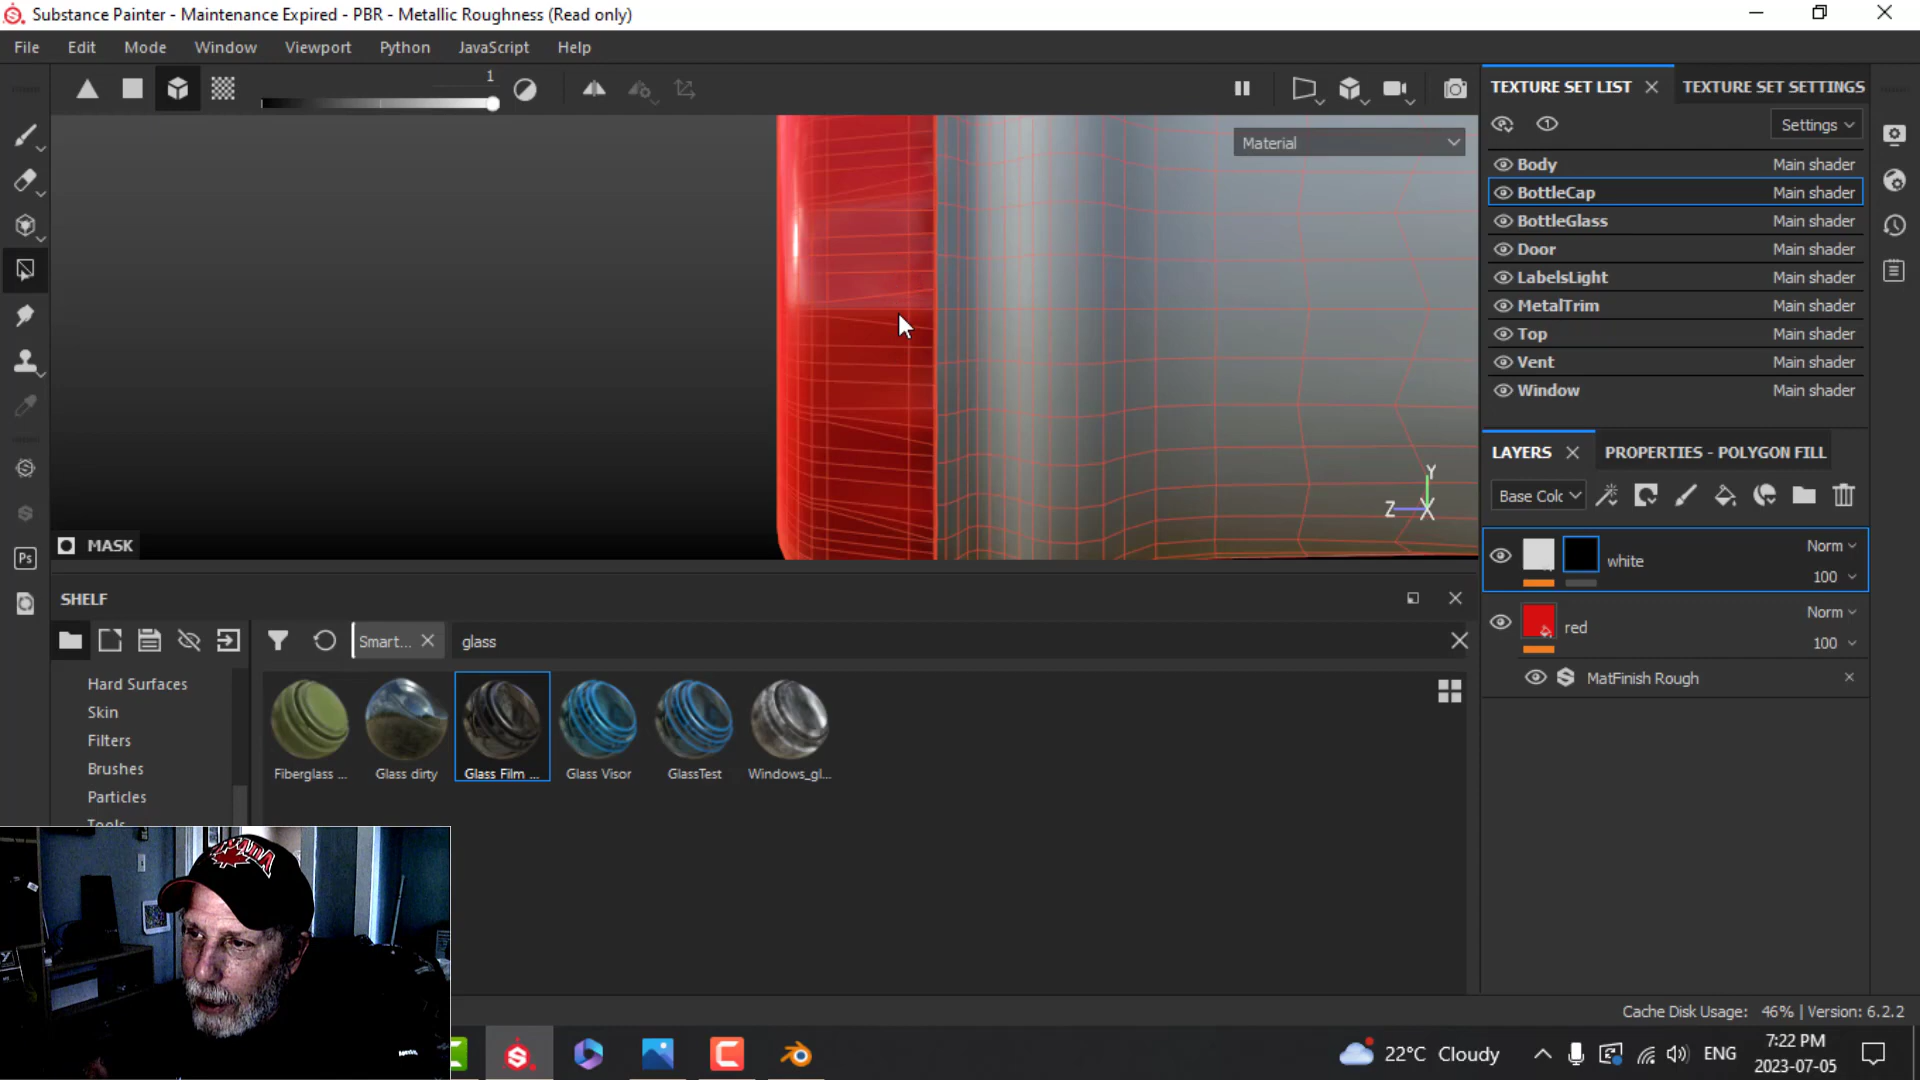 Substance Painter - Maintenance Expired - PBR - Metallic Roughness (Read only)
File Edit Mode Window Viewport Python JavaScript Help
1
Material
Y
Z X
MASK
TEXTURE SET LIST
TEXTURE SET SETTINGS
Settings
Body Main shader
BottleCap Main shader
BottleGlass Main shader
Door Main shader
LabelsLight Main shader
MetalTrim Main shader
Top Main shader
Vent Main shader
Window Main shader
LAYERS
PROPERTIES - POLYGON FILL
Base Colc
white Norm
100
red Norm
100
MatFinish Rough
SHELF
Smart... glass
Hard Surfaces
Skin
Filters
Brushes
Particles
Tools
Fiberglass ... Glass dirty Glass Film ... Glass Visor GlassTest Windows_gl...
CANADA
Ps
Cache Disk Usage: 46% | Version: 6.2.2
22°C Cloudy
ENG
7:22 PM
2023-07-05